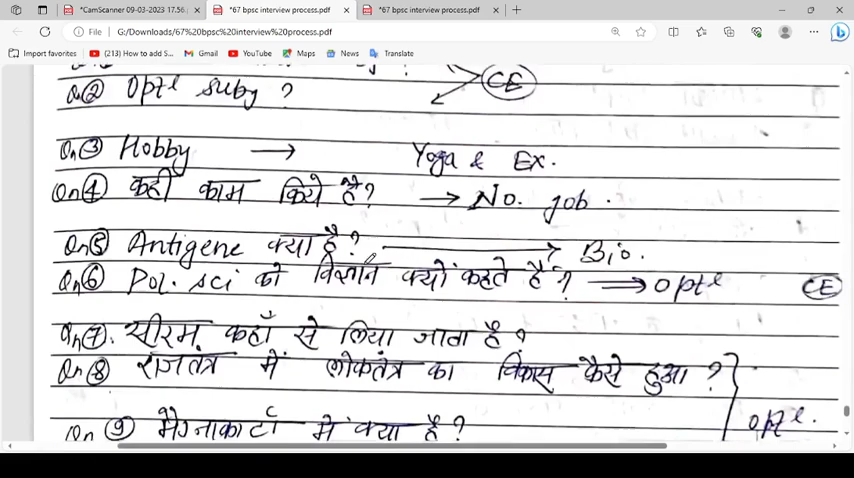 *CamScanner 09-03-2023 17.56.p
*67 bpsc interview process.pdf
*67 bpsc interview process.pdf
File G:/Downloads/67%20bpsc%20interview%20process.pdf
Import favorites (213) How to add S... Gmail YouTube Maps News Translate
CE
Qn② Optl suby ?
Qn③ Hobby → Yoga & Ex.
Qn④ कही काम किये है? → No. job.
Qn⑤ Antigene क्या है? → Bio.
Qn⑥ Pol. sci को विज्ञान क्यों कहते है? → optl CE
Qn⑦. सीरम कहाँ से लिया जाता है?
Qn⑧ राजतंत्र में लोकतंत्र का विकास कैसे हुआ ?
optl.
Qn⑨ मैग्नाकार्टा में क्या है?